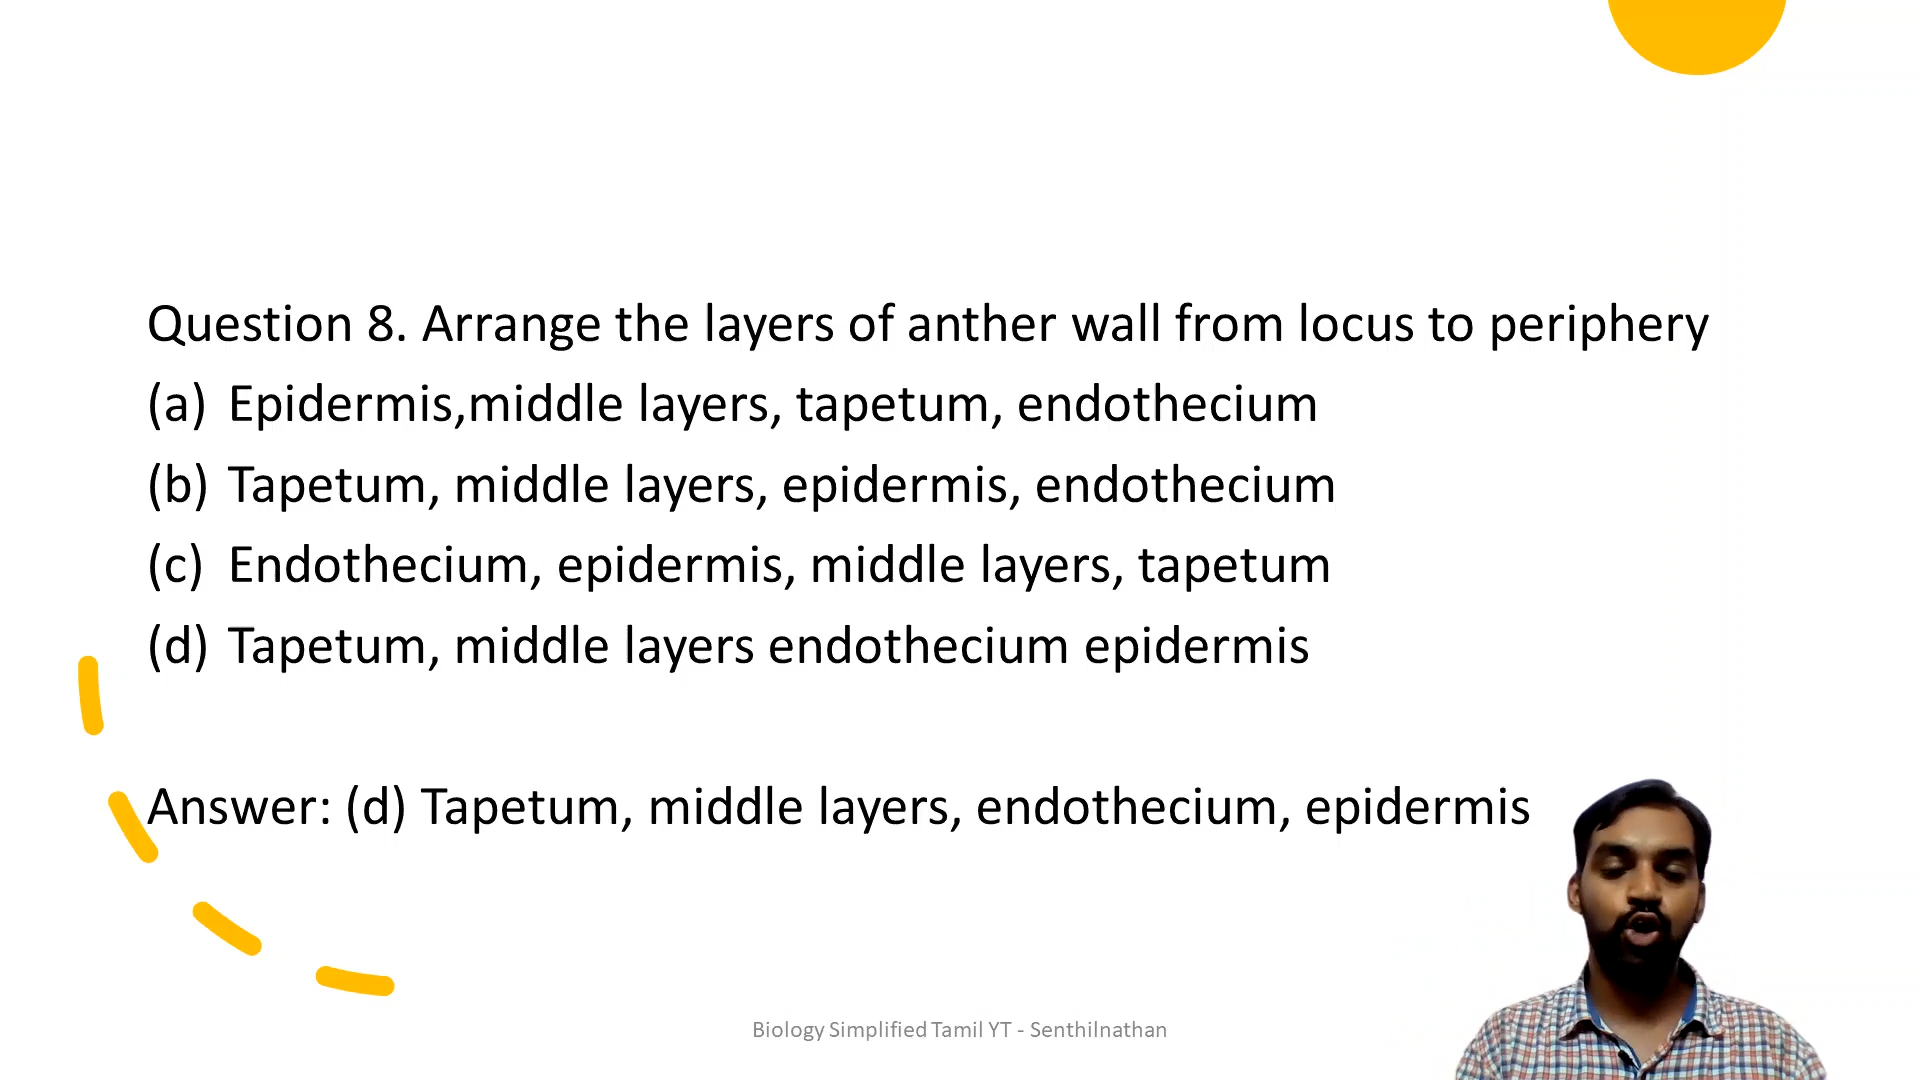 Question 8. Arrange the layers of anther wall from locus to periphery
(a) Epidermis,middle layers, tapetum, endothecium
(b) Tapetum, middle layers, epidermis, endothecium
(c) Endothecium, epidermis, middle layers, tapetum
(d) Tapetum, middle layers endothecium epidermis
Answer: (d) Tapetum, middle layers, endothecium, epidermis
Biology Simplified Tamil YT - Senthilnathan